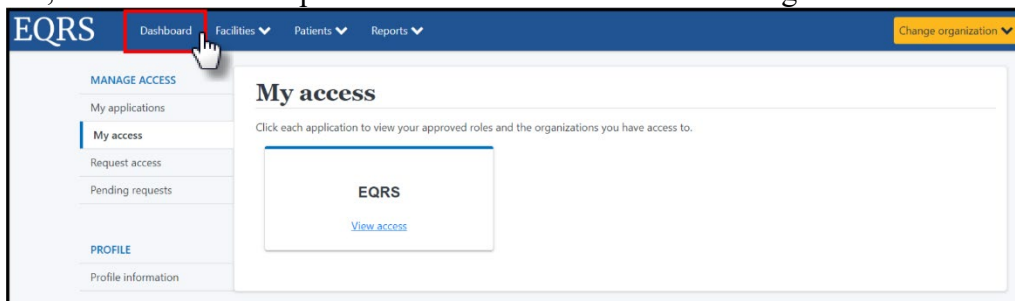 EQRS Dashboard Facilities Patients Reports Change organization
MANAGE ACCESS
My applications
My access
Request access
Pending requests
PROFILE
Profile information
My access
Click each application to view your approved roles and the organizations you have access to.
EQRS
View access